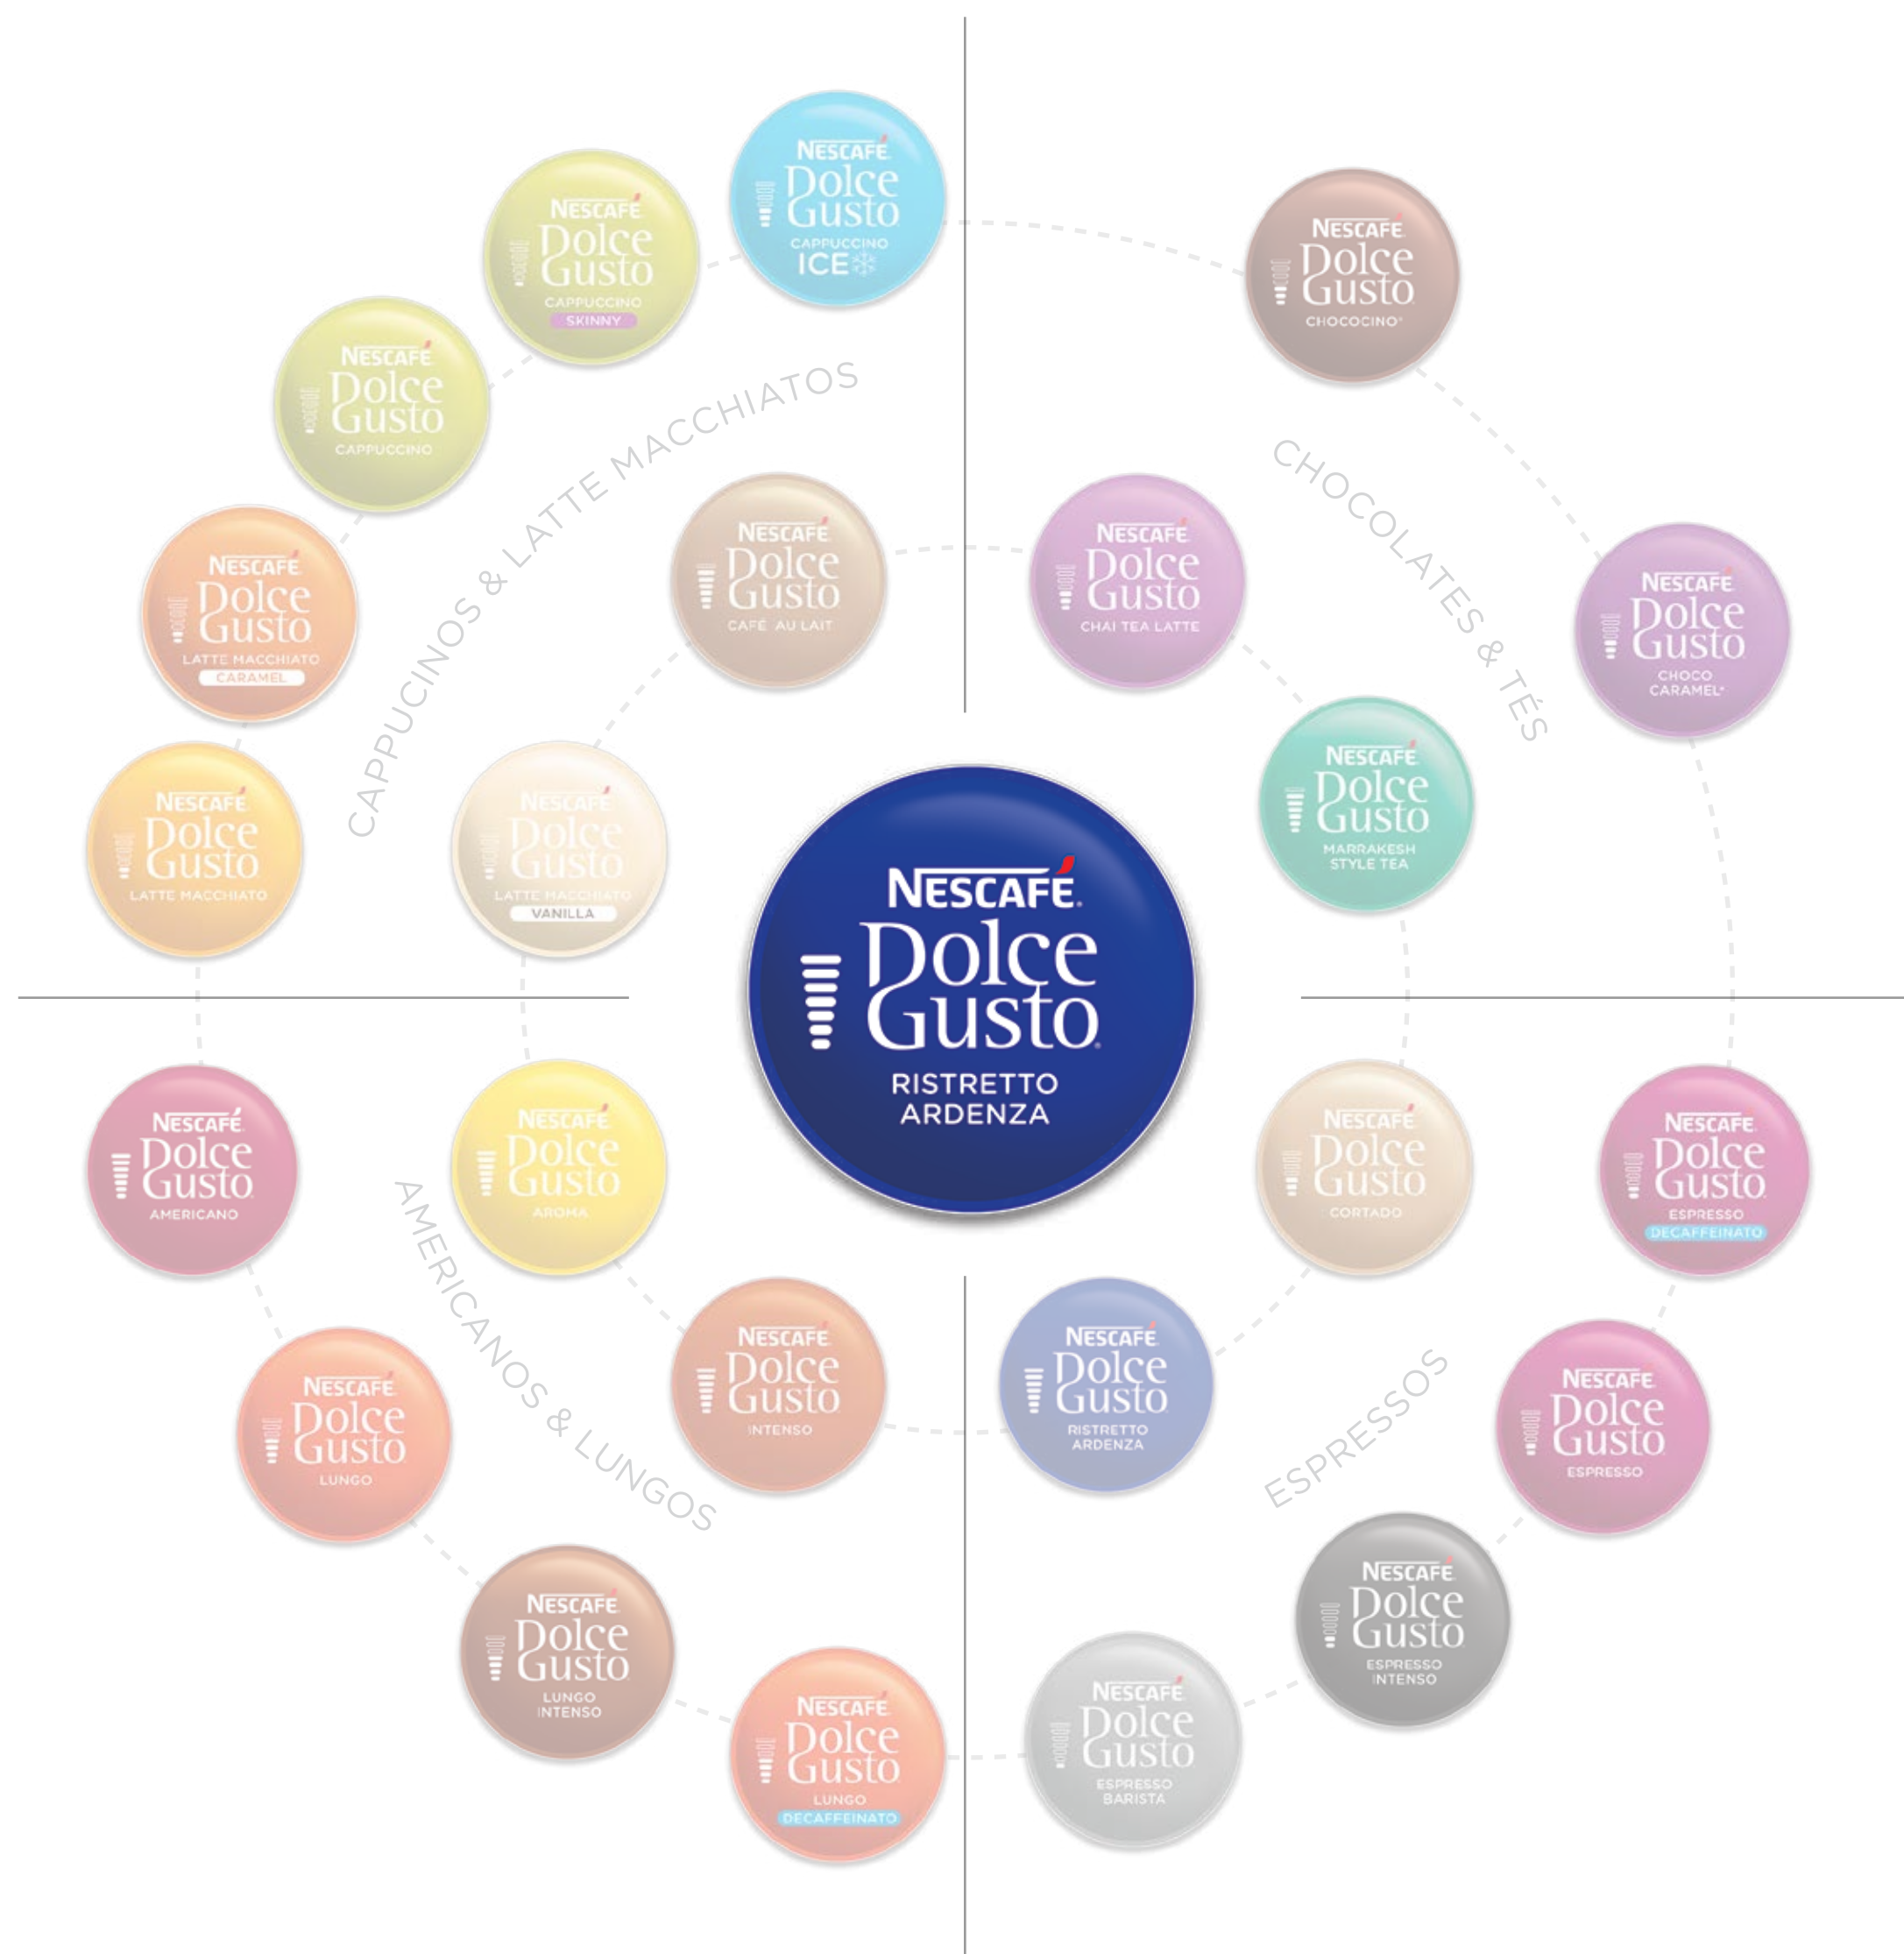 NESCAFÉ
Dolce
Gusto
CAPPUCCINO
ICE
NESCAFÉ
Dolce
Gusto
CAPPUCCINO
SKINNY
NESCAFÉ
Dolce
Gusto
CAPPUCCINO
NESCAFÉ
Dolce
Gusto
LATTE MACCHIATO
CARAMEL
NESCAFÉ
Dolce
Gusto
LATTE MACCHIATO
CAPPUCINOS & LATTE MACCHIATOS
NESCAFÉ
Dolce
Gusto
CAFÉ AU LAIT
NESCAFÉ
Dolce
Gusto
LATTE MACCHIATO
VANILLA
NESCAFÉ
Dolce
Gusto
CHOCOCINO®
CHOCOLATES & TÉS
NESCAFÉ
Dolce
Gusto
CHAI TEA LATTE
NESCAFÉ
Dolce
Gusto
CHOCO
CARAMEL*
NESCAFÉ
Dolce
Gusto
MARRAKESH
STYLE TEA
NESCAFÉ®
Dolce
Gusto®
RISTRETTO
ARDENZA
NESCAFÉ
Dolce
Gusto
AMERICANO
NESCAFÉ
Dolce
Gusto
AROMA
AMERICANOS & LUNGOS
NESCAFÉ
Dolce
Gusto
LUNGO
NESCAFÉ
Dolce
Gusto
INTENSO
NESCAFÉ
Dolce
Gusto
LUNGO
INTENSO
NESCAFÉ
Dolce
Gusto
LUNGO
DECAFFEINATO
NESCAFÉ
Dolce
Gusto
CORTADO
NESCAFÉ
Dolce
Gusto
ESPRESSO
DECAFFEINATO
NESCAFÉ
Dolce
Gusto
RISTRETTO
ARDENZA
ESPRESSOS
NESCAFÉ
Dolce
Gusto
ESPRESSO
NESCAFÉ
Dolce
Gusto
ESPRESSO
INTENSO
NESCAFÉ
Dolce
Gusto
ESPRESSO
BARISTA